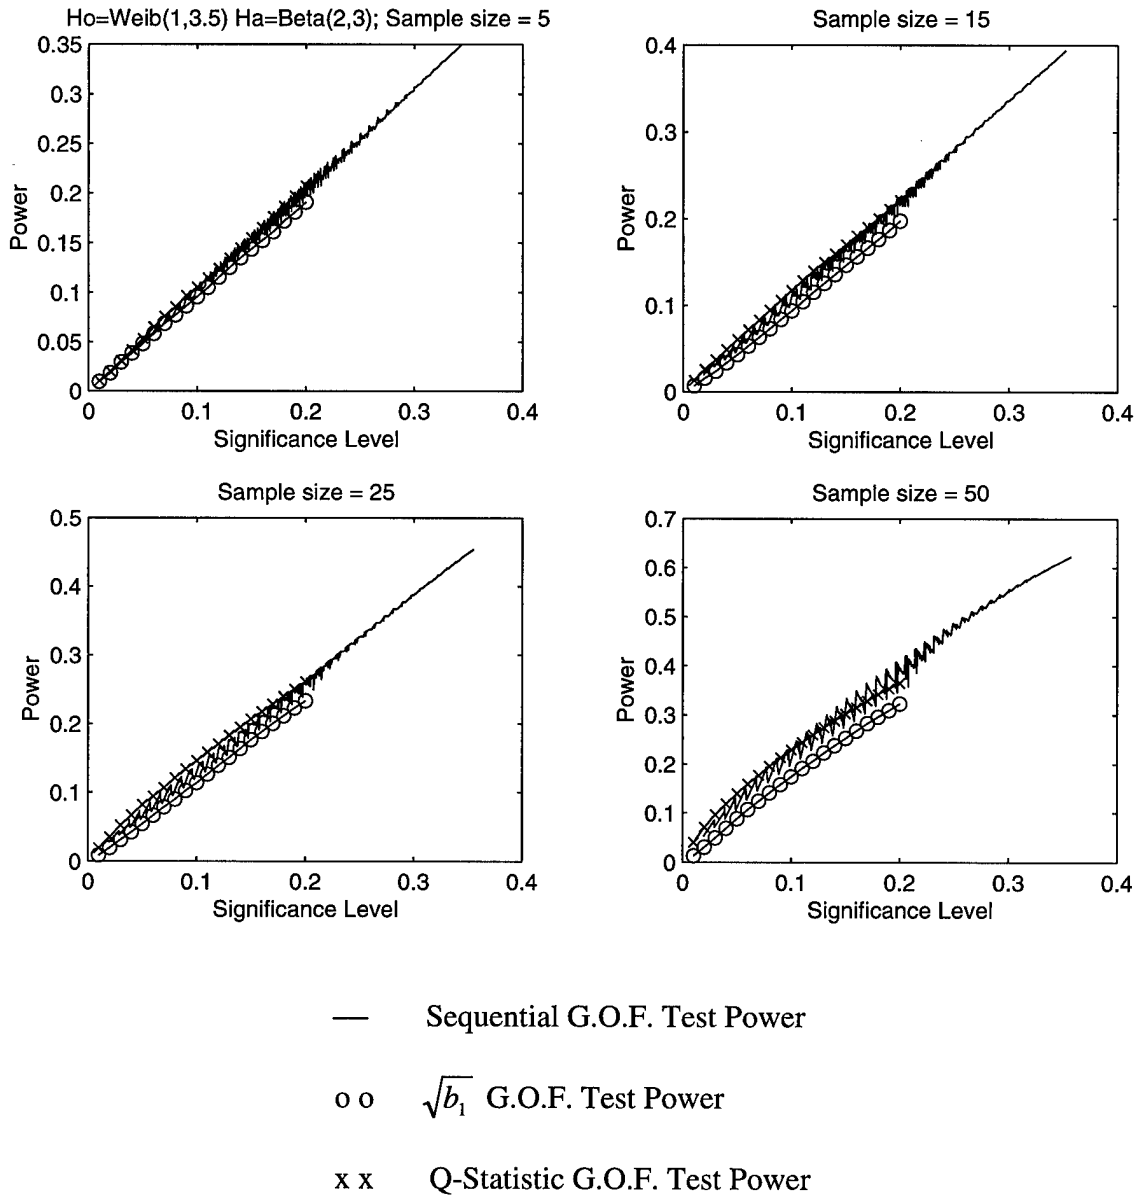 Ho=Weib(1,3.5) Ha=Beta(2,3); Sample size = 5
0.35
0.3
0.25
0.2
0.15
0.1
0.05
0
Power
0 0.1 0.2 0.3 0.4
Significance Level
Sample size = 15
0.4
0.3
0.2
0.1
0
Power
0 0.1 0.2 0.3 0.4
Significance Level
Sample size = 25
0.5
0.4
0.3
0.2
0.1
0
Power
0 0.1 0.2 0.3 0.4
Significance Level
Sample size = 50
0.7
0.6
0.5
0.4
0.3
0.2
0.1
0
Power
0 0.1 0.2 0.3 0.4
Significance Level
— Sequential G.O.F. Test Power
o o √b₁ G.O.F. Test Power
x x Q-Statistic G.O.F. Test Power